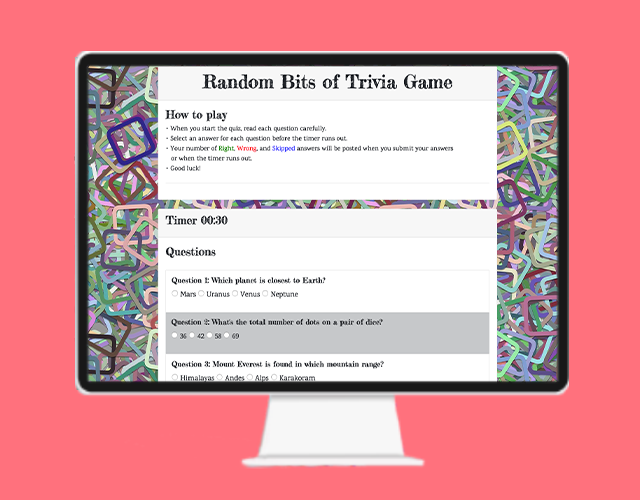 Random Bits of Trivia Game
How to play
- When you start the quiz, read each question carefully.
- Select an answer for each question before the timer runs out.
- Your number of Right, Wrong, and Skipped answers will be posted when you submit your answers
or when the timer runs out.
- Good luck!
Timer 00:30
Questions
Question 1: Which planet is closest to Earth?
Mars Uranus Venus Neptune
Question 2: What's the total number of dots on a pair of dice?
36 42 58 69
Question 3: Mount Everest is found in which mountain range?
Himalayas Andes Alps Karakoram